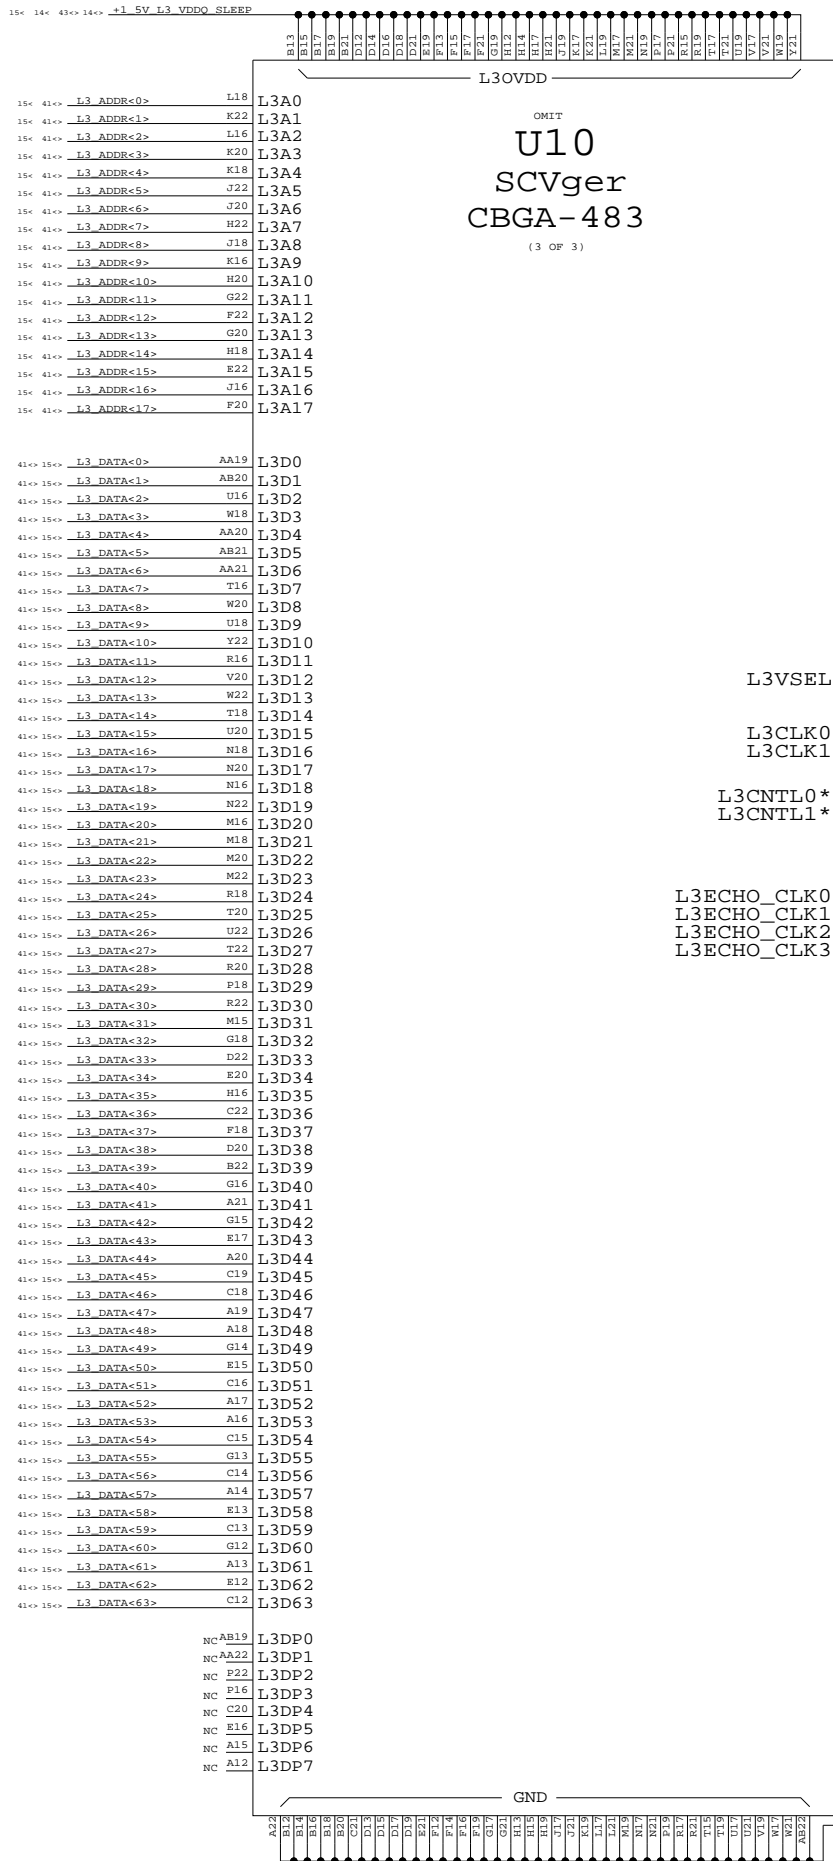 15< 14< 43<> 14<> +1_5V_L3_VDDQ_SLEEP
B13 B15 B17 B19 B21 D12 D14 D16 D18 D21 E19 F13 F15 F17 F21 G19 H12 H14 H17 H21 J19 K17 K21 L19 M17 M21 N19 P17 P21 R15 R19 T17 T21 U19 V17 V21 W19 Y21
L3OVDD
OMIT
U10
SCVger
CBGA-483
(3 OF 3)
15< 41<> L3_ADDR<0> L18 L3A0
15< 41<> L3_ADDR<1> K22 L3A1
15< 41<> L3_ADDR<2> L16 L3A2
15< 41<> L3_ADDR<3> K20 L3A3
15< 41<> L3_ADDR<4> K18 L3A4
15< 41<> L3_ADDR<5> J22 L3A5
15< 41<> L3_ADDR<6> J20 L3A6
15< 41<> L3_ADDR<7> H22 L3A7
15< 41<> L3_ADDR<8> J18 L3A8
15< 41<> L3_ADDR<9> K16 L3A9
15< 41<> L3_ADDR<10> H20 L3A10
15< 41<> L3_ADDR<11> G22 L3A11
15< 41<> L3_ADDR<12> F22 L3A12
15< 41<> L3_ADDR<13> G20 L3A13
15< 41<> L3_ADDR<14> H18 L3A14
15< 41<> L3_ADDR<15> E22 L3A15
15< 41<> L3_ADDR<16> J16 L3A16
15< 41<> L3_ADDR<17> F20 L3A17
41<> 15<> L3_DATA<0> AA19 L3D0
41<> 15<> L3_DATA<1> AB20 L3D1
41<> 15<> L3_DATA<2> U16 L3D2
41<> 15<> L3_DATA<3> W18 L3D3
41<> 15<> L3_DATA<4> AA20 L3D4
41<> 15<> L3_DATA<5> AB21 L3D5
41<> 15<> L3_DATA<6> AA21 L3D6
41<> 15<> L3_DATA<7> T16 L3D7
41<> 15<> L3_DATA<8> W20 L3D8
41<> 15<> L3_DATA<9> U18 L3D9
41<> 15<> L3_DATA<10> Y22 L3D10
41<> 15<> L3_DATA<11> R16 L3D11
41<> 15<> L3_DATA<12> V20 L3D12
L3VSEL
41<> 15<> L3_DATA<13> W22 L3D13
41<> 15<> L3_DATA<14> T18 L3D14
41<> 15<> L3_DATA<15> U20 L3D15
L3CLK0
41<> 15<> L3_DATA<16> N18 L3D16
L3CLK1
41<> 15<> L3_DATA<17> N20 L3D17
41<> 15<> L3_DATA<18> N16 L3D18
L3CNTL0*
41<> 15<> L3_DATA<19> N22 L3D19
L3CNTL1*
41<> 15<> L3_DATA<20> M16 L3D20
41<> 15<> L3_DATA<21> M18 L3D21
41<> 15<> L3_DATA<22> M20 L3D22
41<> 15<> L3_DATA<23> M22 L3D23
41<> 15<> L3_DATA<24> R18 L3D24
L3ECHO_CLK0
41<> 15<> L3_DATA<25> T20 L3D25
L3ECHO_CLK1
41<> 15<> L3_DATA<26> U22 L3D26
L3ECHO_CLK2
41<> 15<> L3_DATA<27> T22 L3D27
L3ECHO_CLK3
41<> 15<> L3_DATA<28> R20 L3D28
41<> 15<> L3_DATA<29> P18 L3D29
41<> 15<> L3_DATA<30> R22 L3D30
41<> 15<> L3_DATA<31> M15 L3D31
41<> 15<> L3_DATA<32> G18 L3D32
41<> 15<> L3_DATA<33> D22 L3D33
41<> 15<> L3_DATA<34> E20 L3D34
41<> 15<> L3_DATA<35> H16 L3D35
41<> 15<> L3_DATA<36> C22 L3D36
41<> 15<> L3_DATA<37> F18 L3D37
41<> 15<> L3_DATA<38> D20 L3D38
41<> 15<> L3_DATA<39> B22 L3D39
41<> 15<> L3_DATA<40> G16 L3D40
41<> 15<> L3_DATA<41> A21 L3D41
41<> 15<> L3_DATA<42> G15 L3D42
41<> 15<> L3_DATA<43> E17 L3D43
41<> 15<> L3_DATA<44> A20 L3D44
41<> 15<> L3_DATA<45> C19 L3D45
41<> 15<> L3_DATA<46> C18 L3D46
41<> 15<> L3_DATA<47> A19 L3D47
41<> 15<> L3_DATA<48> A18 L3D48
41<> 15<> L3_DATA<49> G14 L3D49
41<> 15<> L3_DATA<50> E15 L3D50
41<> 15<> L3_DATA<51> C16 L3D51
41<> 15<> L3_DATA<52> A17 L3D52
41<> 15<> L3_DATA<53> A16 L3D53
41<> 15<> L3_DATA<54> C15 L3D54
41<> 15<> L3_DATA<55> G13 L3D55
41<> 15<> L3_DATA<56> C14 L3D56
41<> 15<> L3_DATA<57> A14 L3D57
41<> 15<> L3_DATA<58> E13 L3D58
41<> 15<> L3_DATA<59> C13 L3D59
41<> 15<> L3_DATA<60> G12 L3D60
41<> 15<> L3_DATA<61> A13 L3D61
41<> 15<> L3_DATA<62> E12 L3D62
41<> 15<> L3_DATA<63> C12 L3D63
NC AB19 L3DP0
NC AA22 L3DP1
NC P22 L3DP2
NC P16 L3DP3
NC C20 L3DP4
NC E16 L3DP5
NC A15 L3DP6
NC A12 L3DP7
GND
A22 B12 B14 B16 B18 B20 C21 D13 D15 D17 D19 E21 F12 F14 F16 F19 G17 G21 H13 H15 H19 J17 J21 K19 L17 L21 M19 N17 N21 P19 R17 R21 T15 T19 U17 U21 V19 W17 W21 AB22